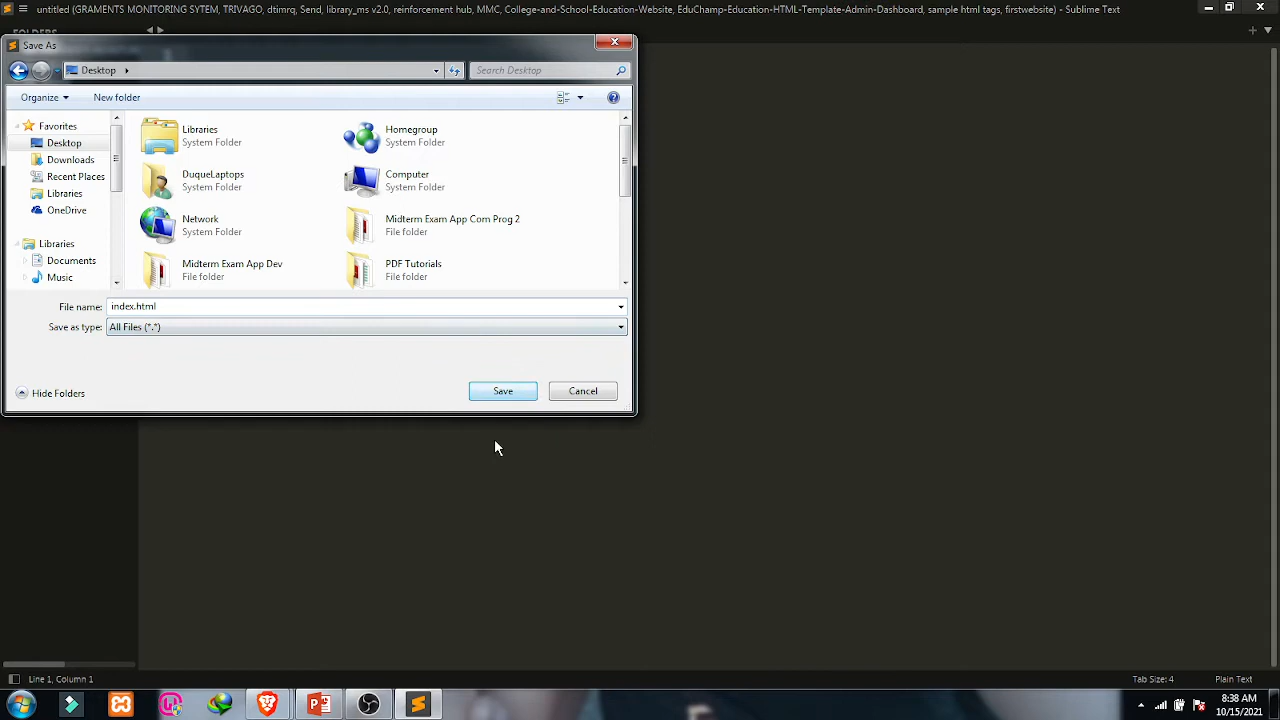 untitled (GRAMENTS MONITORING SYTEM, TRIVAGO, dtimrq, Send, library_ms v2.0, reinforcement hub, MMC, College-and-School-Education-Website, EduChamp-Education-HTML-Template-Admin-Dashboard, sample html tags, firstwebsite) - Sublime Text
FOLDERS
Save As
Desktop
Search Desktop
Organize
New folder
Favorites
Desktop
Downloads
Recent Places
Libraries
OneDrive
Libraries
Documents
Music
Libraries
System Folder
Homegroup
System Folder
DuqueLaptops
System Folder
Computer
System Folder
Network
System Folder
Midterm Exam App Com Prog 2
File folder
Midterm Exam App Dev
File folder
PDF Tutorials
File folder
File name: index.html
Save as type: All Files (*.*)
Hide Folders
Save
Cancel
Line 1, Column 1
Tab Size: 4
Plain Text
8:38 AM
10/15/2021